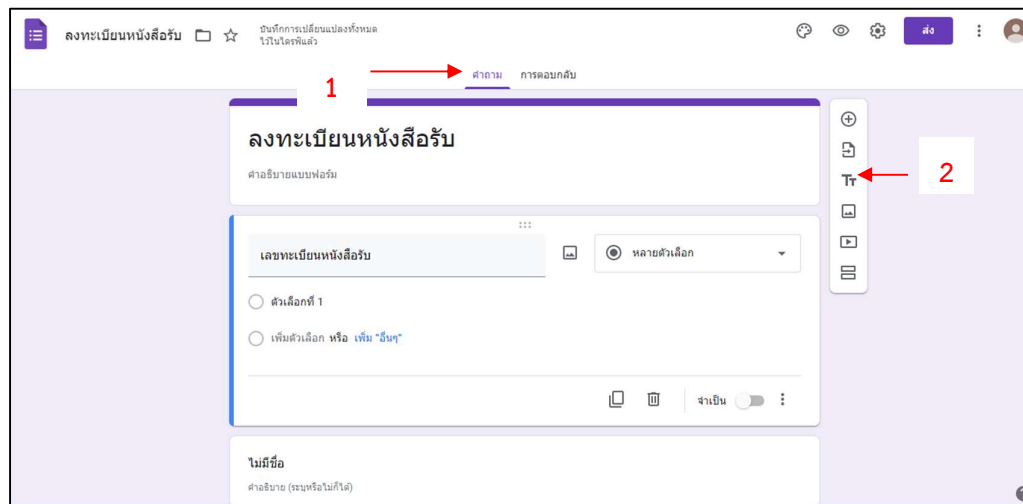 ลงทะเบียนหนังสือรับ
บันทึกการเปลี่ยนแปลงทั้งหมด
ไว้ในไดรฟ์แล้ว
ส่ง
1
คำถาม การตอบกลับ
ลงทะเบียนหนังสือรับ
คำอธิบายแบบฟอร์ม
Tт
2
เลขทะเบียนหนังสือรับ
หลายตัวเลือก
ตัวเลือกที่ 1
เพิ่มตัวเลือก หรือ เพิ่ม "อื่นๆ"
จำเป็น
ไม่มีชื่อ
คำอธิบาย (ระบุหรือไม่ก็ได้)